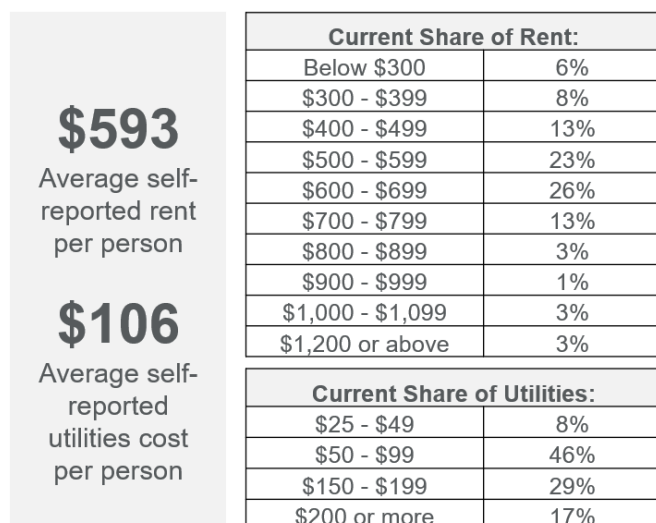 $593
Average self-
reported rent
per person
$106
Average self-
reported
utilities cost
per person
Current Share of Rent:
Below $300 6%
$300 - $399 8%
$400 - $499 13%
$500 - $599 23%
$600 - $699 26%
$700 - $799 13%
$800 - $899 3%
$900 - $999 1%
$1,000 - $1,099 3%
$1,200 or above 3%
Current Share of Utilities:
$25 - $49 8%
$50 - $99 46%
$150 - $199 29%
$200 or more 17%